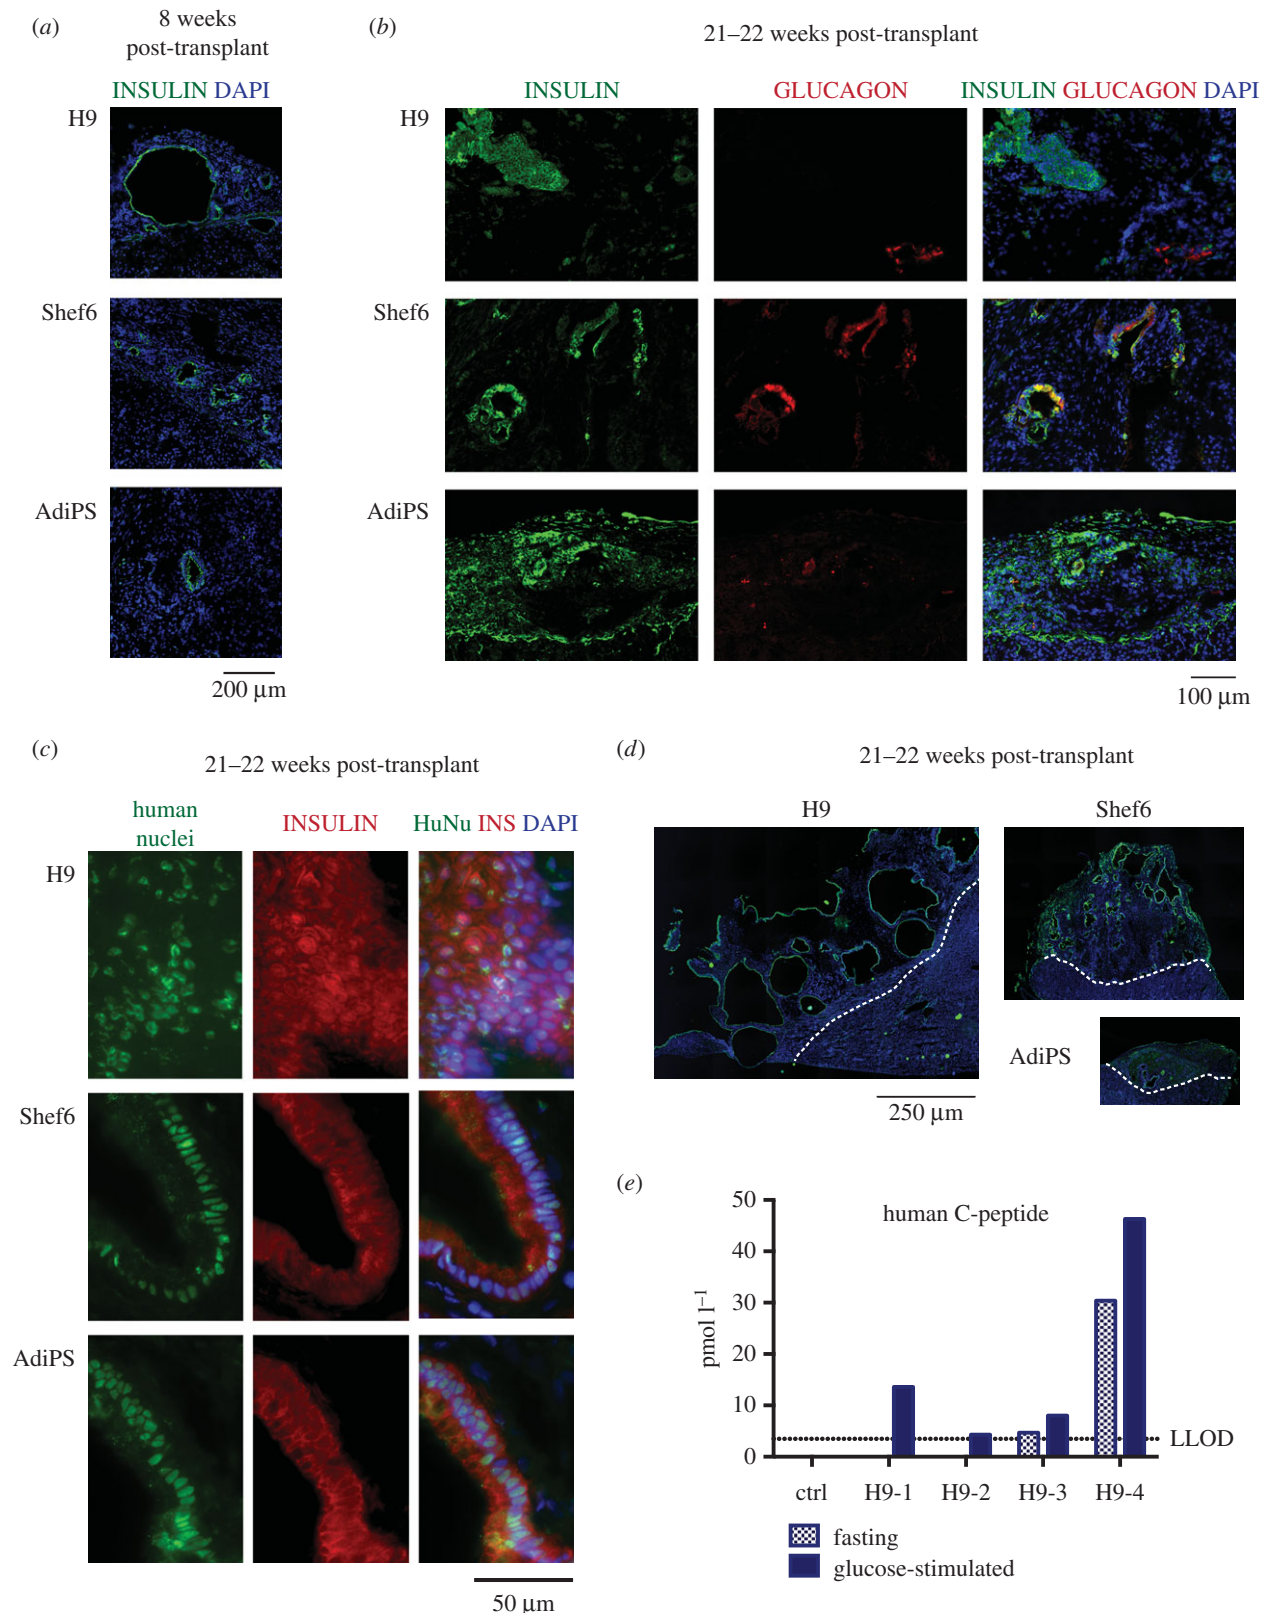 (a)
8 weeks
post-transplant
INSULIN DAPI
H9
Shef6
AdiPS
200 μm
(b)
21–22 weeks post-transplant
INSULIN
GLUCAGON
INSULIN GLUCAGON DAPI
H9
Shef6
AdiPS
100 μm
(c)
21–22 weeks post-transplant
human
nuclei
INSULIN
HuNu INS DAPI
H9
Shef6
AdiPS
50 μm
(d)
21–22 weeks post-transplant
H9
Shef6
AdiPS
250 μm
(e)
human C-peptide
pmol l⁻¹
50
40
30
20
10
0
LLOD
ctrl H9-1 H9-2 H9-3 H9-4
fasting
glucose-stimulated